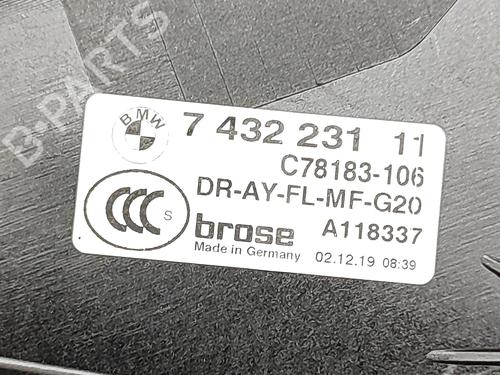 B-PARTS
BMW
7 432 231 11
C78183-106
DR-AY-FL-MF-G20
CCC S
brose
A118337
Made in Germany
02.12.19 08:39